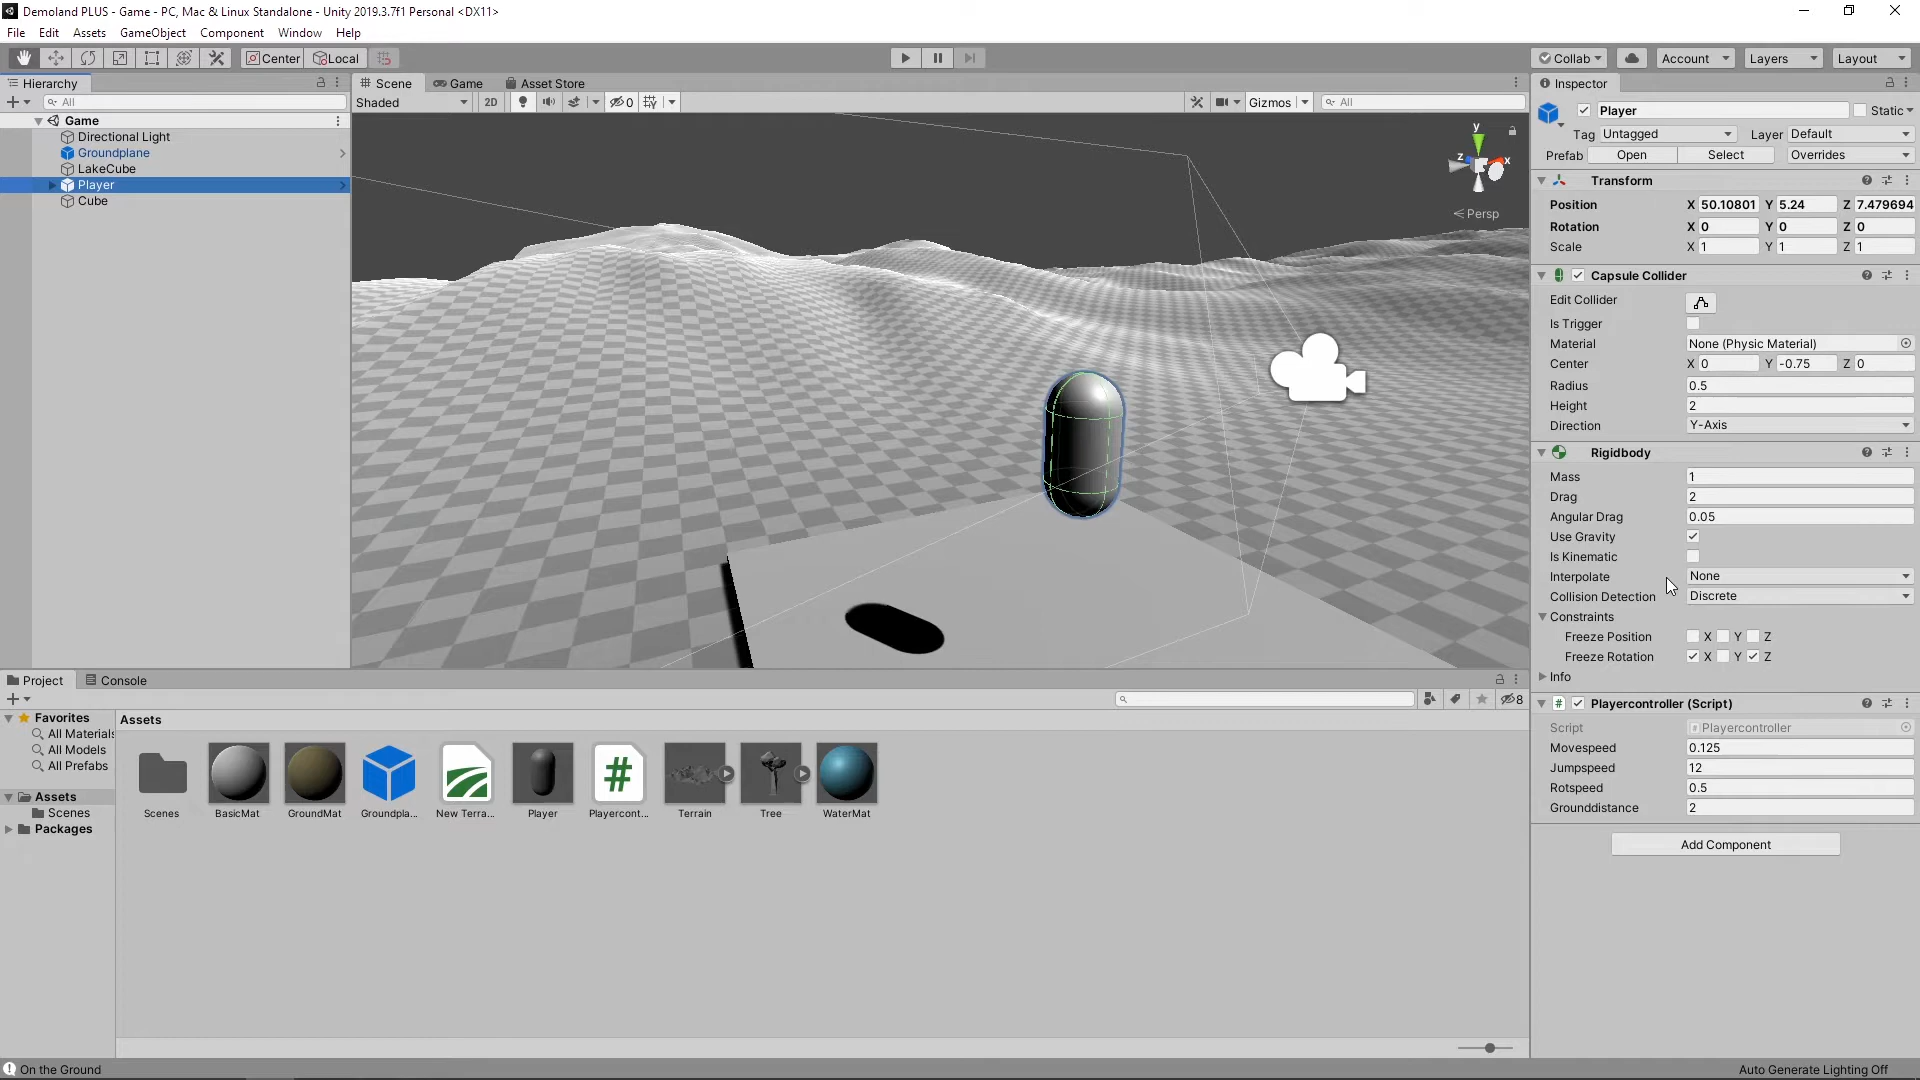 Demoland PLUS - Game - PC, Mac & Linux Standalone - Unity 2019.3.7f1 Personal <DX11>
File Edit Assets GameObject Component Window Help
Center Local Collab Account Layers Layout
Hierarchy
All
Game
Directional Light
Groundplane
LakeCube
Player
Cube
Scene Game Asset Store
Shaded 2D 0 Gizmos All
y
z x
Persp
Inspector
Player Static
Tag Untagged Layer Default
Prefab Open Select Overrides
Transform
Position X 50.10801 Y 5.24 Z 7.479694
Rotation X 0 Y 0 Z 0
Scale X 1 Y 1 Z 1
Capsule Collider
Edit Collider
Is Trigger
Material None (Physic Material)
Center X 0 Y -0.75 Z 0
Radius 0.5
Height 2
Direction Y-Axis
Rigidbody
Mass 1
Drag 2
Angular Drag 0.05
Use Gravity
Is Kinematic
Interpolate None
Collision Detection Discrete
Constraints
Freeze Position X Y Z
Freeze Rotation X Y Z
Info
# Playercontroller (Script)
Script # Playercontroller
Movespeed 0.125
Jumpspeed 12
Rotspeed 0.5
Grounddistance 2
Add Component
Project Console
8
Favorites
All Materials
All Models
All Prefabs
Assets
Scenes
Packages
Assets
#
Scenes BasicMat GroundMat Groundpla... New Terra... Player Playercont... Terrain Tree WaterMat
On the Ground
Auto Generate Lighting Off